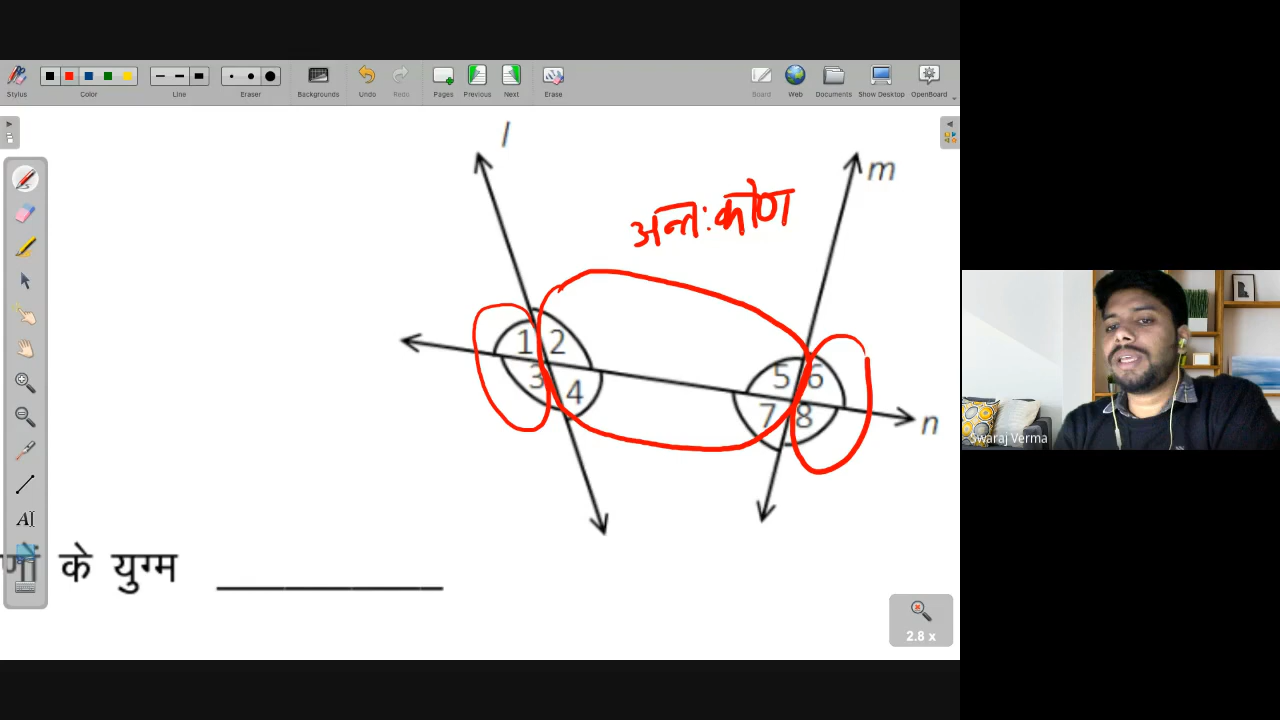 Stylus
Color
Line
Eraser
Backgrounds
Undo
Redo
Pages
Previous
Next
Erase
Board
Web
Documents
Show Desktop
OpenBoard
l
m
अन्तः कोण
1 2
3 4
5 6
7 8
n
Swaraj Verma
AI
के युग्म
2.8 x